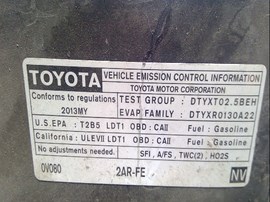 TOYOTA
VEHICLE EMISSION CONTROL INFORMATION
TOYOTA MOTOR CORPORATION
Conforms to regulations
2013MY
TEST GROUP : DTYXT02.5BEH
EVAP. FAMILY : DTYXR0130A22
U.S.EPA : T2B5 LDT1 OBD: CAII Fuel : Gasoline
California : ULEVII LDT1 OBD: CAII Fuel : Gasoline
No adjustments needed.
SFI, A/FS, TWC(2), HO2S
0V080
2AR-FE
NV